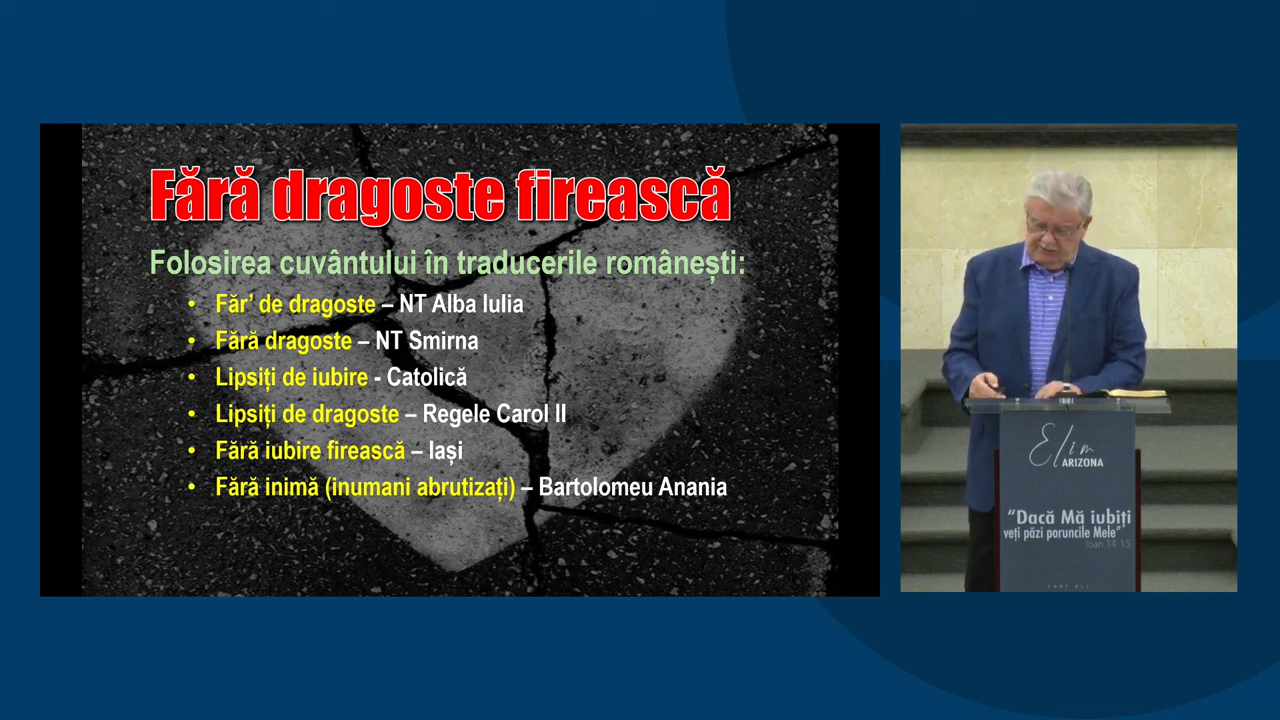 Fără dragoste firească
Folosirea cuvântului în traducerile românești:
• Făr’ de dragoste – NT Alba Iulia
• Fără dragoste – NT Smirna
• Lipsiți de iubire - Catolică
• Lipsiți de dragoste – Regele Carol II
• Fără iubire firească – Iași
• Fără inimă (inumani abrutizați) – Bartolomeu Anania
Elim
ARIZONA
“Dacă Mă iubiți
veți păzi poruncile Mele”
Ioan 14:15